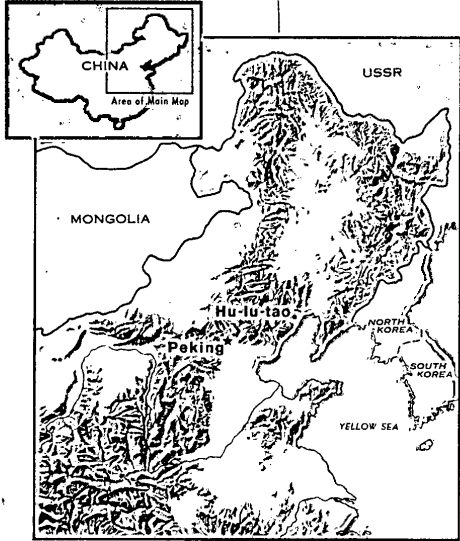 CHINA
Area of Main Map
USSR
MONGOLIA
Hu-lu-tao
Peking
NORTH
KOREA
SOUTH
KOREA
YELLOW SEA